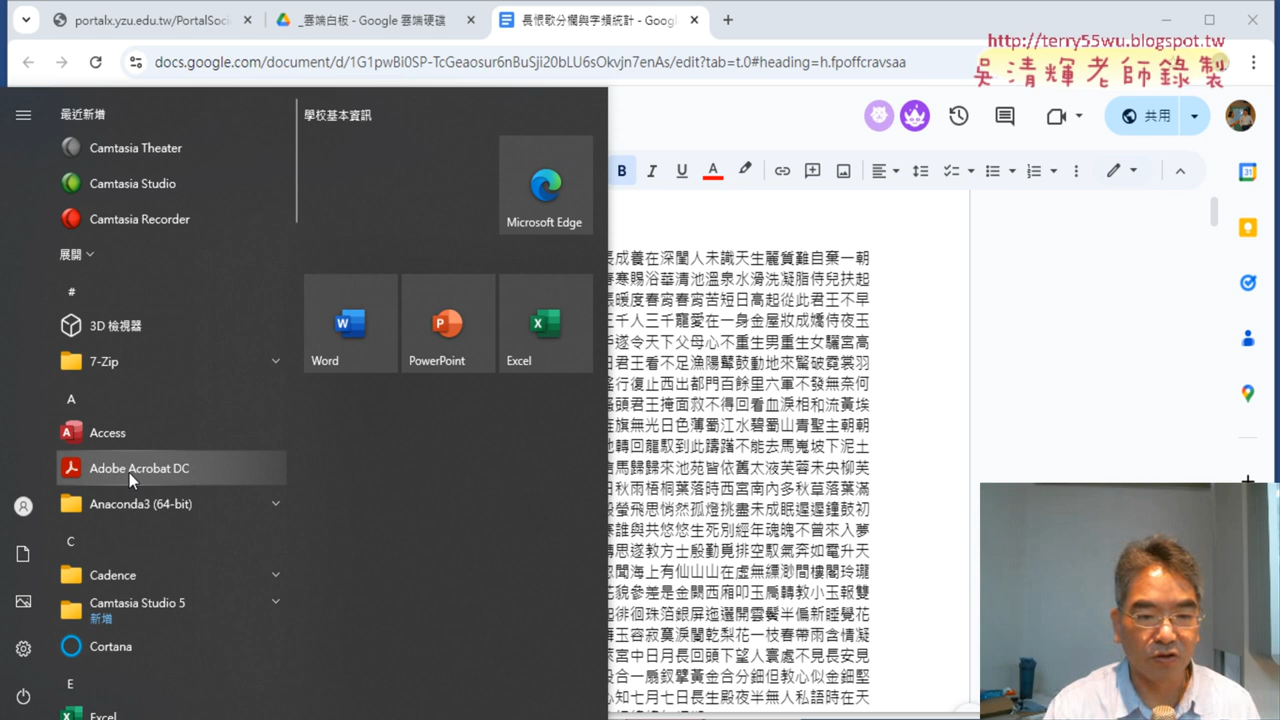 portalx.yzu.edu.tw/PortalSoci
_雲端白板 - Google 雲端硬碟
長恨歌分欄與字頻統計 - Goog
docs.google.com/document/d/1G1pwBi0SP-TcGeaosur6nBuSji20bLU6sOkvjn7enAs/edit?tab=t.0#heading=h.fpoffcravsaa
http://terry55wu.blogspot.tw
吳清輝老師錄製
共用
B I U A
最近新增
Camtasia Theater
Camtasia Studio
Camtasia Recorder
展開
#
3D 檢視器
7-Zip
A
Access
Adobe Acrobat DC
Anaconda3 (64-bit)
C
Cadence
Camtasia Studio 5
新增
Cortana
E
Excel
學校基本資訊
Microsoft Edge
Word
PowerPoint
Excel
長成養在深閨人未識天生麗質難自棄一朝
春寒賜浴華清池溫泉水滑洗凝脂侍兒扶起
帳暖度春宵春宵苦短日高起從此君王不早
三千人三千寵愛在一身金屋妝成嬌侍夜玉
戶遂令天下父母心不重生男重生女驪宮高
日君王看不足漁陽鼙鼓動地來驚破霓裳羽
搖行復止西出都門百餘里六軍不發無奈何
搔頭君王掩面救不得回看血淚相和流黃埃
旌旗無光日色薄蜀江水碧蜀山青聖主朝朝
地轉回龍馭到此躊躇不能去馬嵬坡下泥土
信馬歸歸來池苑皆依舊太液芙蓉未央柳芙
日秋雨梧桐葉落時西宮南內多秋草落葉滿
殿螢飛思悄然孤燈挑盡未成眠遲遲鐘鼓初
寒誰與共悠悠生死別經年魂魄不曾來入夢
轉思遂教方士殷勤覓排空馭氣奔如電升天
忽聞海上有仙山山在虛無縹渺間樓閣玲瓏
花貌參差是金闕西廂叩玉扃轉教小玉報雙
起徘徊珠箔銀屏迤邐開雲鬢半偏新睡覺花
舞玉容寂寞淚闌乾梨花一枝春帶雨含情凝
萊宮中日月長回頭下望人寰處不見長安見
股合一扇釵擘黃金合分鈿但教心似金鈿堅
心知七月七日長生殿夜半無人私語時在天